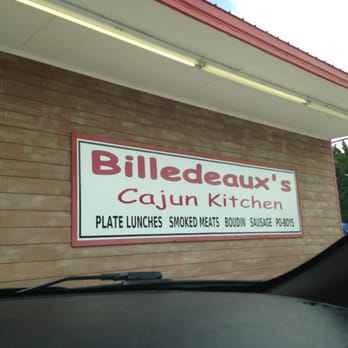 Billedeaux's
Cajun Kitchen
PLATE LUNCHES SMOKED MEATS BOUDIN SAUSAGE PO-BOYS